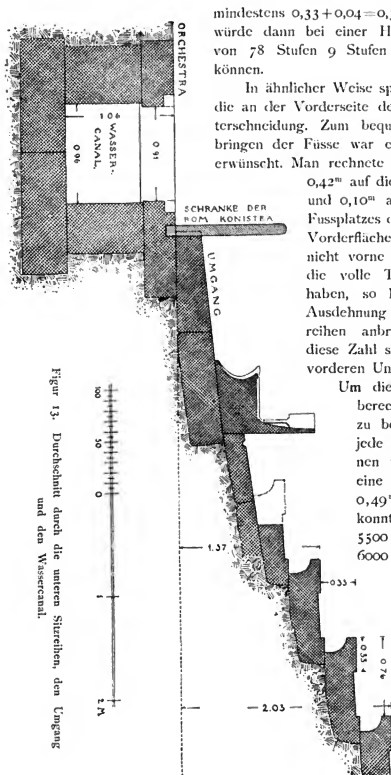 mindestens 0,33 + 0,04 = 0,
würde dann bei einer H
von 78 Stufen 9 Stufen
können.
In ähnlicher Weise sp
die an der Vorderseite de
terschneidung. Zum bequ
bringen der Füsse war e
erwünscht. Man rechnete
0,42ᵐ auf die
und 0,10ᵐ a
Fussplatzes d
Vorderfläche
nicht vorne
die volle T
haben, so
Ausdehnung
reihen anbr
diese Zahl s
vorderen Un
Um die
berec
zu be
jede
nen
eine
0,49
konnt
5500
6000
ORCHESTRA
1.06
WASSER-
CANAL.
0.96
0.91
SCHRANKE DER
RÖM KONISTRA
UMGANG
1.37
0.33
2.03
0.33
100
50
0
1
2 M.
Figur 13. Durchschnitt durch die unteren Sitzreihen, den Umgang
und den Wassercanal.